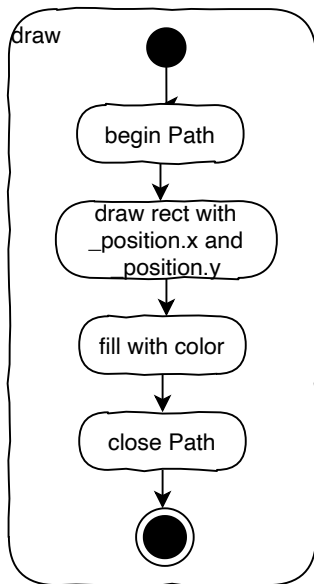 draw
begin Path
draw rect with
_position.x and
_position.y
fill with color
close Path